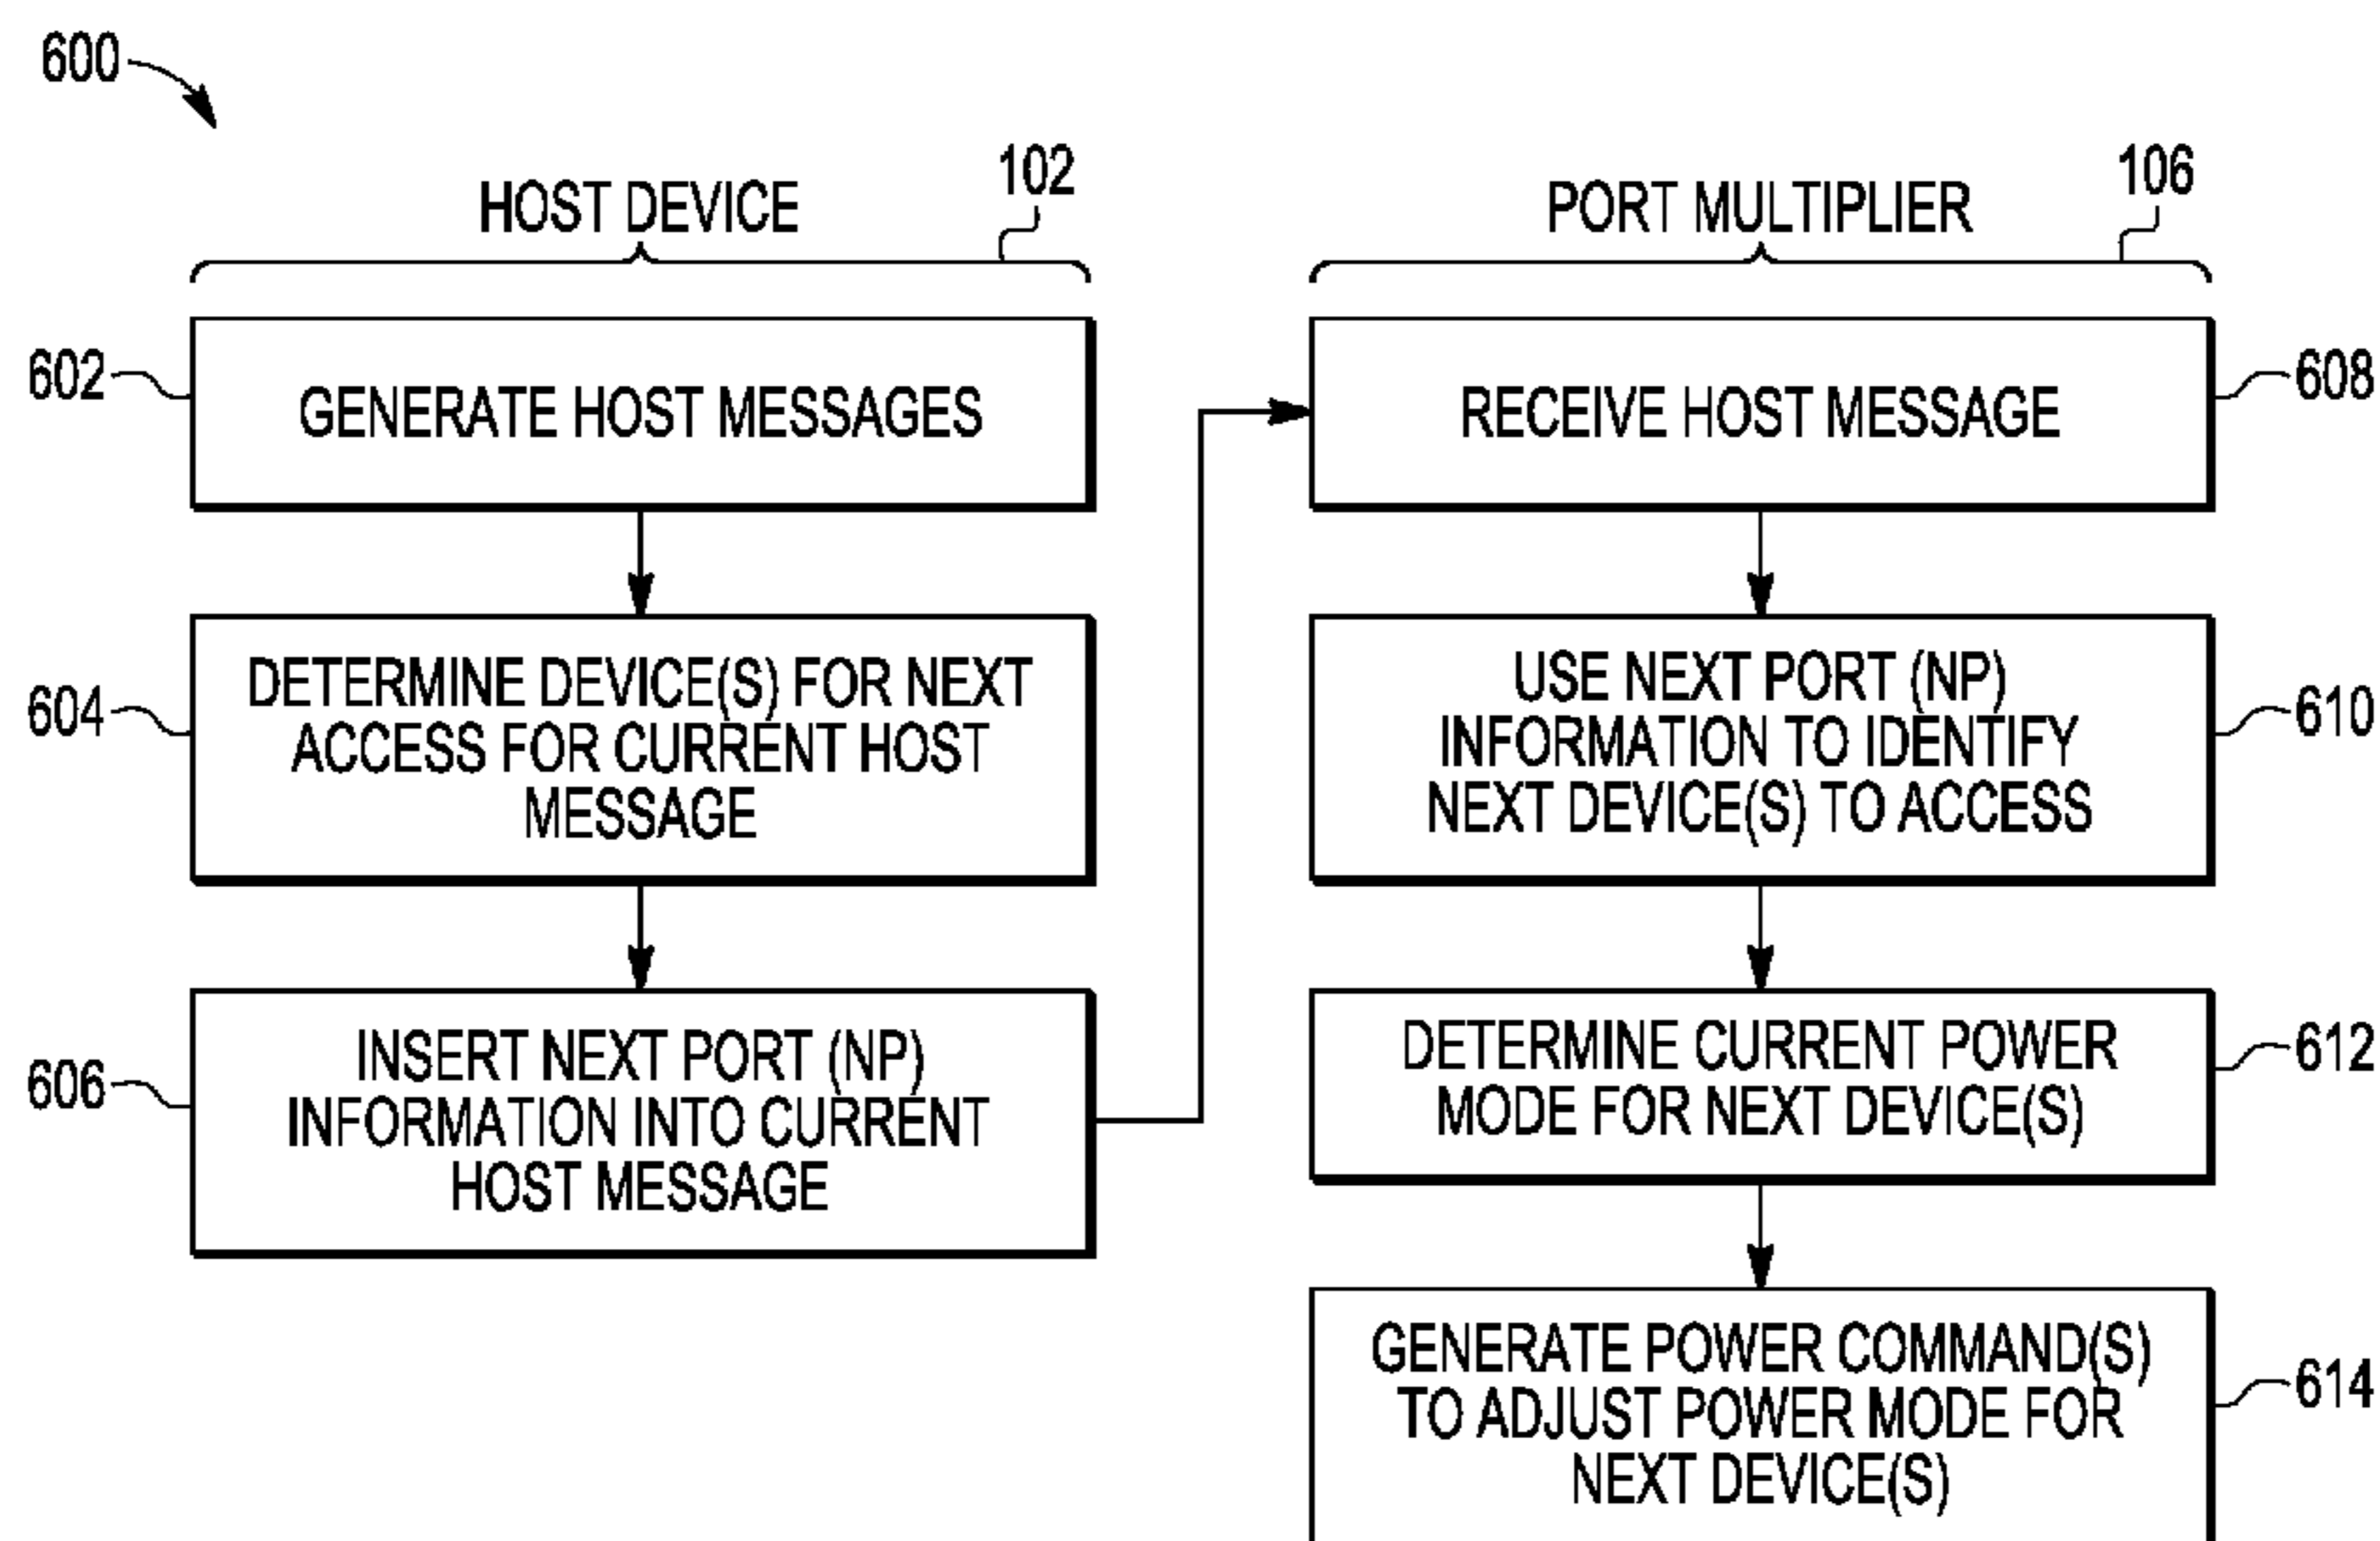 600
HOST DEVICE
102
602
GENERATE HOST MESSAGES
604
DETERMINE DEVICE(S) FOR NEXT
ACCESS FOR CURRENT HOST
MESSAGE
606
INSERT NEXT PORT (NP)
INFORMATION INTO CURRENT
HOST MESSAGE
PORT MULTIPLIER
106
RECEIVE HOST MESSAGE
608
USE NEXT PORT (NP)
INFORMATION TO IDENTIFY
NEXT DEVICE(S) TO ACCESS
610
DETERMINE CURRENT POWER
MODE FOR NEXT DEVICE(S)
612
GENERATE POWER COMMAND(S)
TO ADJUST POWER MODE FOR
NEXT DEVICE(S)
614